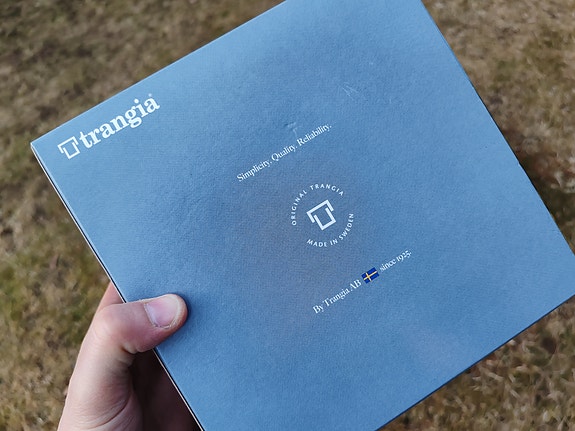 trangia®
Simplicity. Quality. Reliability.
ORIGINAL TRANGIA
MADE IN SWEDEN
By Trangia AB since 1925.